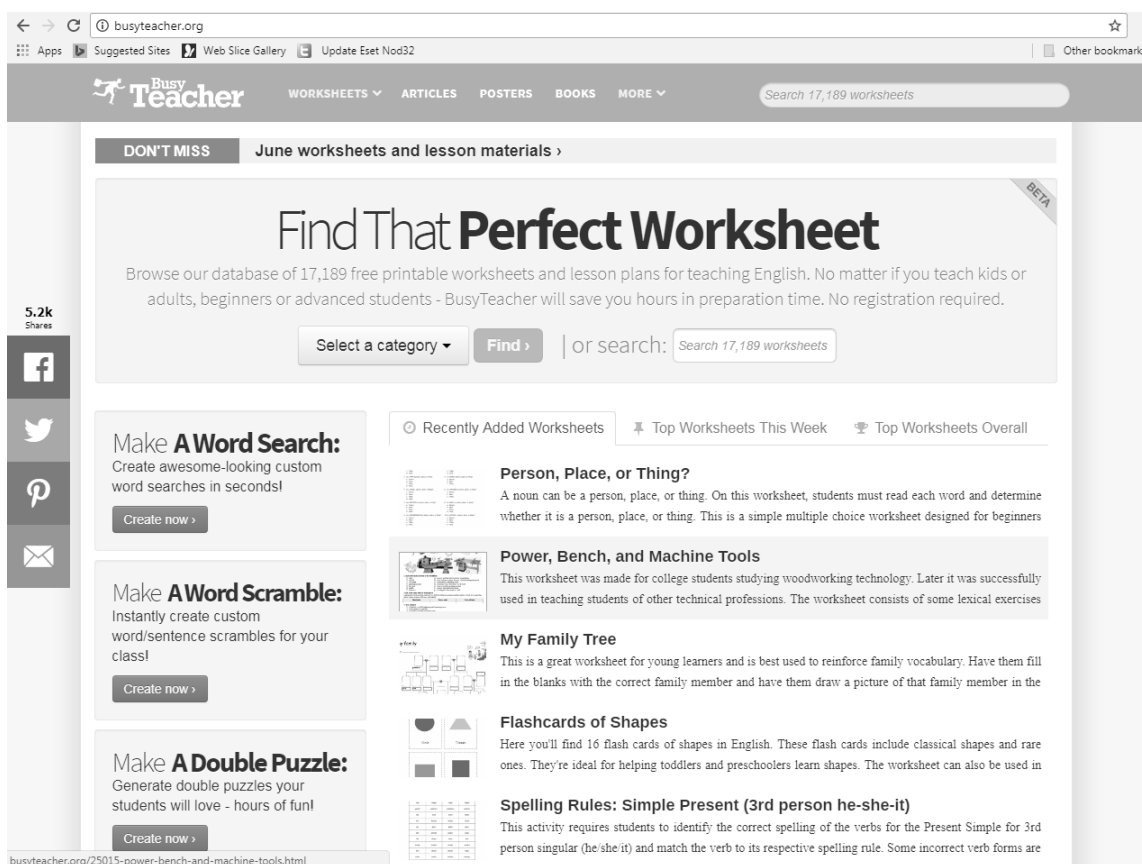 busyteacher.org
Apps Suggested Sites Web Slice Gallery Update Eset Nod32 Other bookmark
Busy Teacher WORKSHEETS ARTICLES POSTERS BOOKS MORE Search 17,189 worksheets
DON'T MISS June worksheets and lesson materials ›
BETA
Find That Perfect Worksheet
Browse our database of 17,189 free printable worksheets and lesson plans for teaching English. No matter if you teach kids or
adults, beginners or advanced students - BusyTeacher will save you hours in preparation time. No registration required.
Select a category Find › | or search: Search 17,189 worksheets
5.2k
Shares
Make A Word Search:
Create awesome-looking custom
word searches in seconds!
Create now ›
Make A Word Scramble:
Instantly create custom
word/sentence scrambles for your
class!
Create now ›
Make A Double Puzzle:
Generate double puzzles your
students will love - hours of fun!
Create now ›
Recently Added Worksheets Top Worksheets This Week Top Worksheets Overall
Person, Place, or Thing?
A noun can be a person, place, or thing. On this worksheet, students must read each word and determine
whether it is a person, place, or thing. This is a simple multiple choice worksheet designed for beginners
Power, Bench, and Machine Tools
This worksheet was made for college students studying woodworking technology. Later it was successfully
used in teaching students of other technical professions. The worksheet consists of some lexical exercises
My Family Tree
This is a great worksheet for young learners and is best used to reinforce family vocabulary. Have them fill
in the blanks with the correct family member and have them draw a picture of that family member in the
Flashcards of Shapes
Here you'll find 16 flash cards of shapes in English. These flash cards include classical shapes and rare
ones. They're ideal for helping toddlers and preschoolers learn shapes. The worksheet can also be used in
Spelling Rules: Simple Present (3rd person he-she-it)
This activity requires students to identify the correct spelling of the verbs for the Present Simple for 3rd
person singular (he/she/it) and match the verb to its respective spelling rule. Some incorrect verb forms are
busyteacher.org/25015-power-bench-and-machine-tools.html